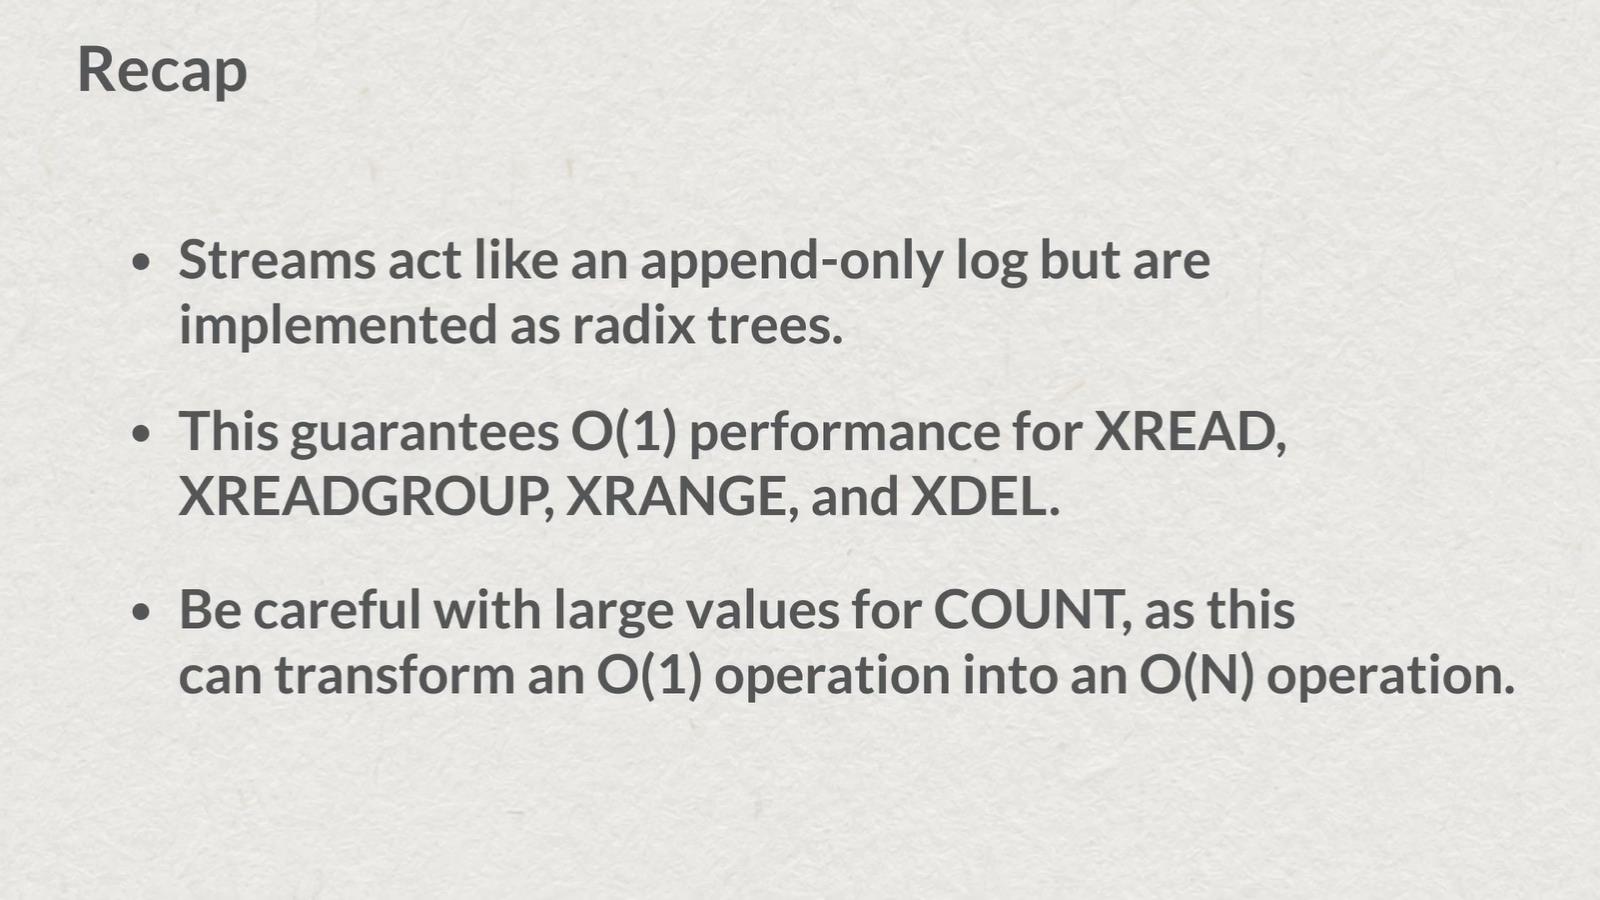 Recap
• Streams act like an append-only log but are
implemented as radix trees.
• This guarantees O(1) performance for XREAD,
XREADGROUP, XRANGE, and XDEL.
• Be careful with large values for COUNT, as this
can transform an O(1) operation into an O(N) operation.